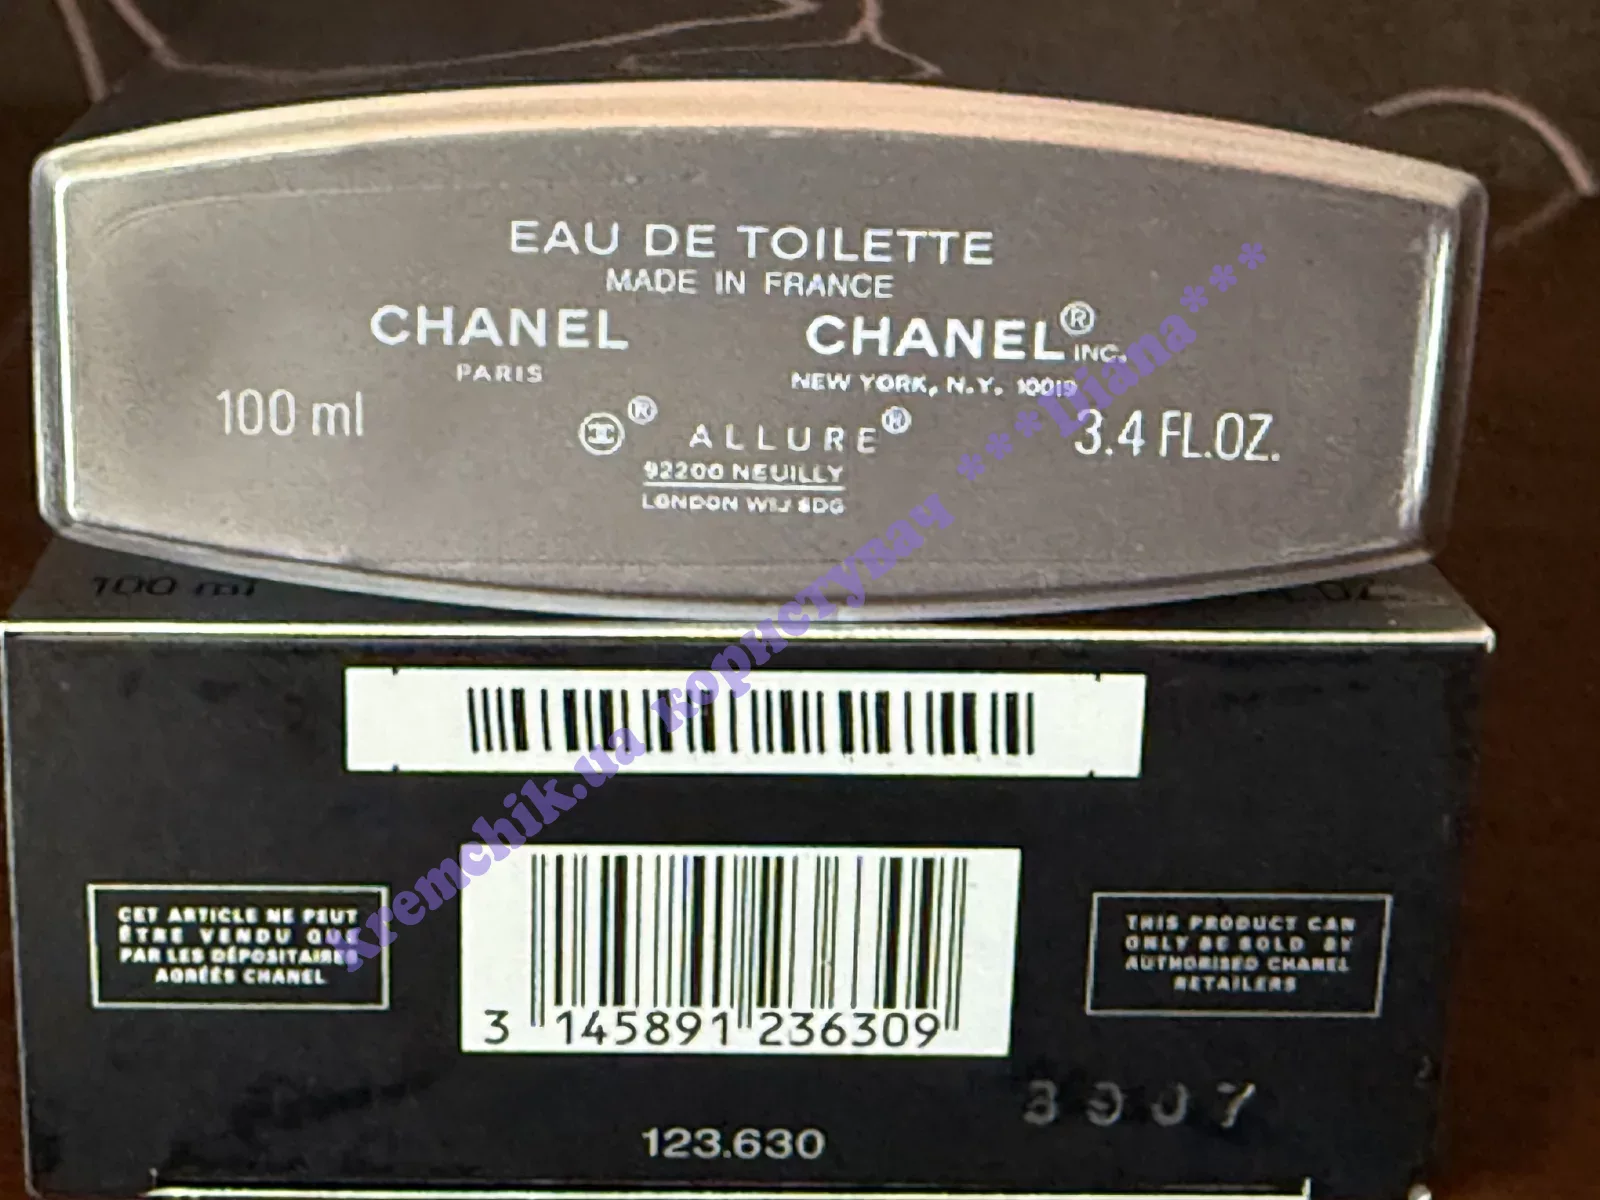 EAU DE TOILETTE
MADE IN FRANCE
CHANEL
PARIS
CHANEL® INC.
NEW YORK, N.Y. 10019
100 ml
® ALLURE®
3.4 FL.OZ.
92200 NEUILLY
LONDON W1J 6DG
100 ml
CET ARTICLE NE PEUT
ÊTRE VENDU QUE
PAR LES DÉPOSITAIRES
AGRÉÉS CHANEL
THIS PRODUCT CAN
ONLY BE SOLD BY
AUTHORISED CHANEL
RETAILERS
3 145891 236309
123.630
kremchik.ua користувач ***Diana***